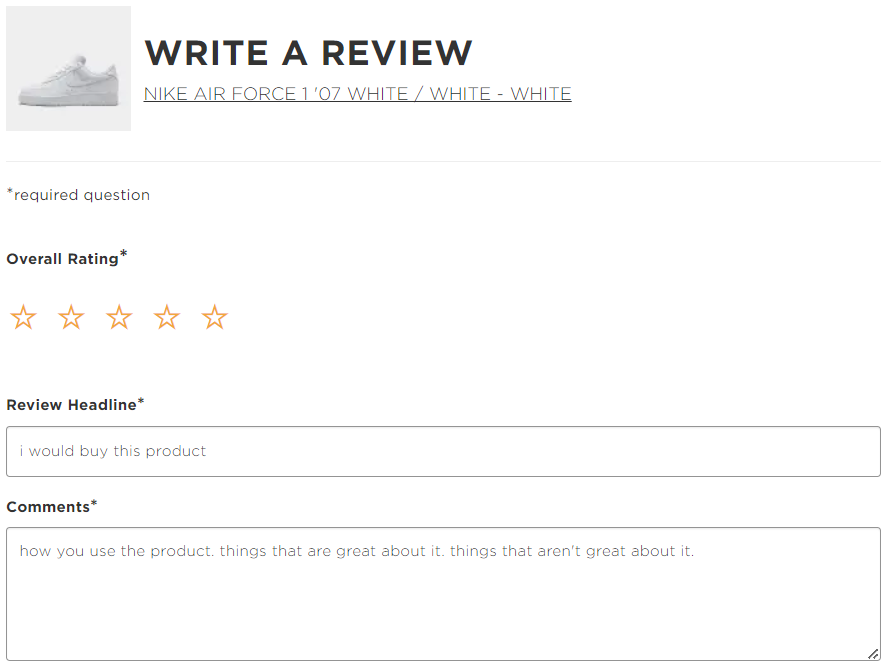 WRITE A REVIEW
NIKE AIR FORCE 1 '07 WHITE / WHITE - WHITE
*required question
Overall Rating*
Review Headline*
i would buy this product
Comments*
how you use the product. things that are great about it. things that aren't great about it.